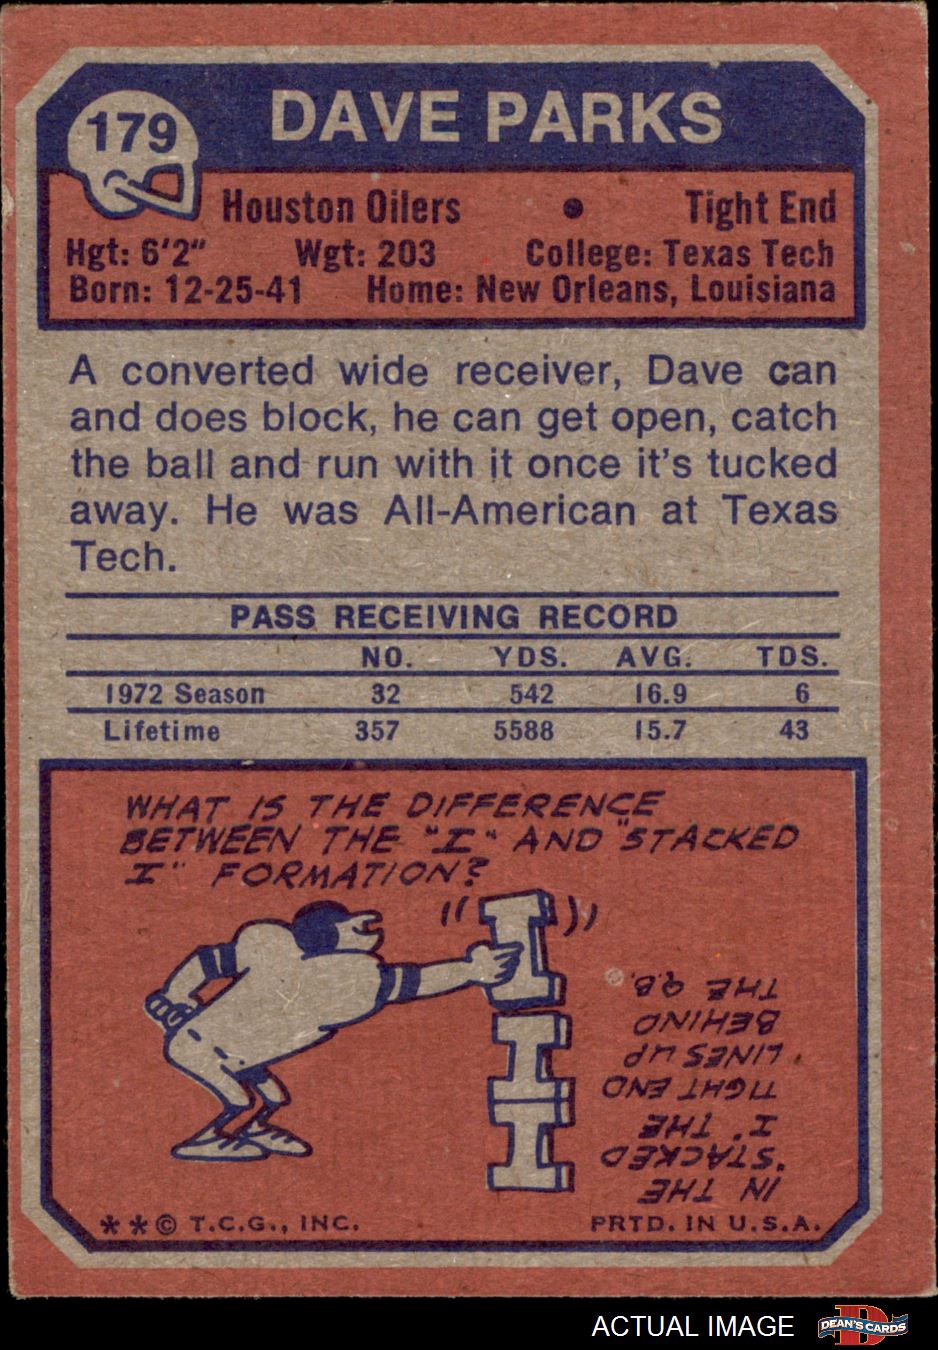 179
DAVE PARKS
Houston Oilers • Tight End
Hgt: 6'2" Wgt: 203 College: Texas Tech
Born: 12-25-41 Home: New Orleans, Louisiana
A converted wide receiver, Dave can
and does block, he can get open, catch
the ball and run with it once it's tucked
away. He was All-American at Texas
Tech.
PASS RECEIVING RECORD
NO. YDS. AVG. TDS.
1972 Season 32 542 16.9 6
Lifetime 357 5588 15.7 43
WHAT IS THE DIFFERENCE
BETWEEN THE "I" AND "STACKED
I" FORMATION?
I
I
I
IN THE
"STACKED
I", THE
TIGHT END
LINES UP
BEHIND
THE Q.B.
**© T.C.G., INC. PRTD. IN U.S.A.
ACTUAL IMAGE
D
DEAN'S CARDS